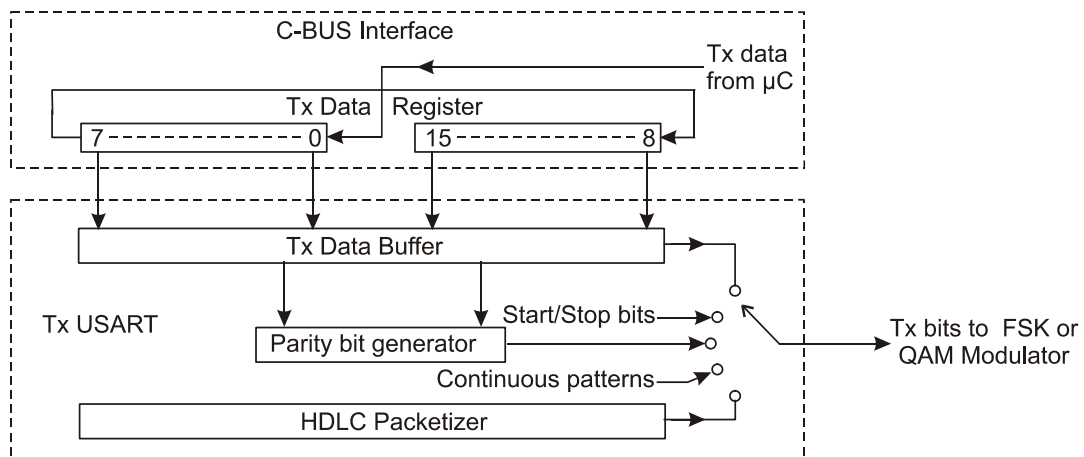 C-BUS Interface
Tx data
from µC
Tx Data Register
7 0
15 8
Tx Data Buffer
Tx USART
Start/Stop bits
Parity bit generator
Continuous patterns
HDLC Packetizer
Tx bits to FSK or
QAM Modulator